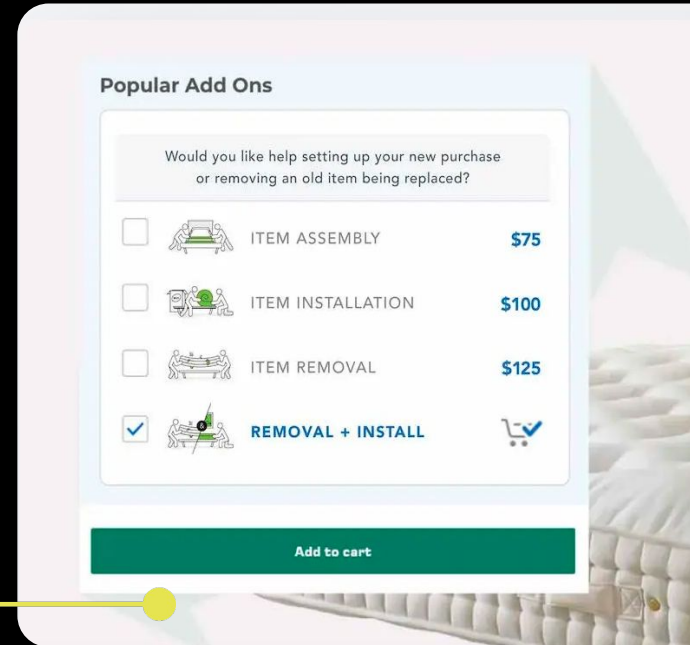 Popular Add Ons
Would you like help setting up your new purchase
or removing an old item being replaced?
ITEM ASSEMBLY $75
ITEM INSTALLATION $100
ITEM REMOVAL $125
&
REMOVAL + INSTALL
Add to cart